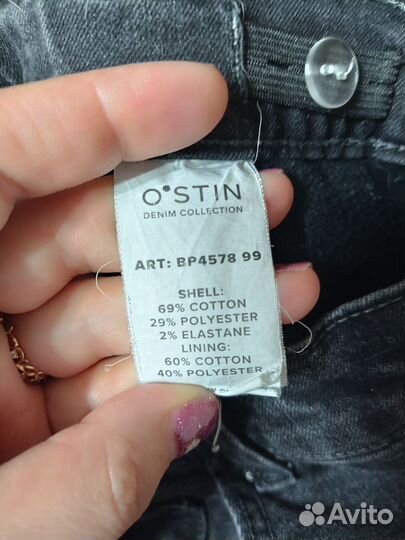 O'STIN
DENIM COLLECTION
ART: BP4578 99
SHELL:
69% COTTON
29% POLYESTER
2% ELASTANE
LINING:
60% COTTON
40% POLYESTER
Avito